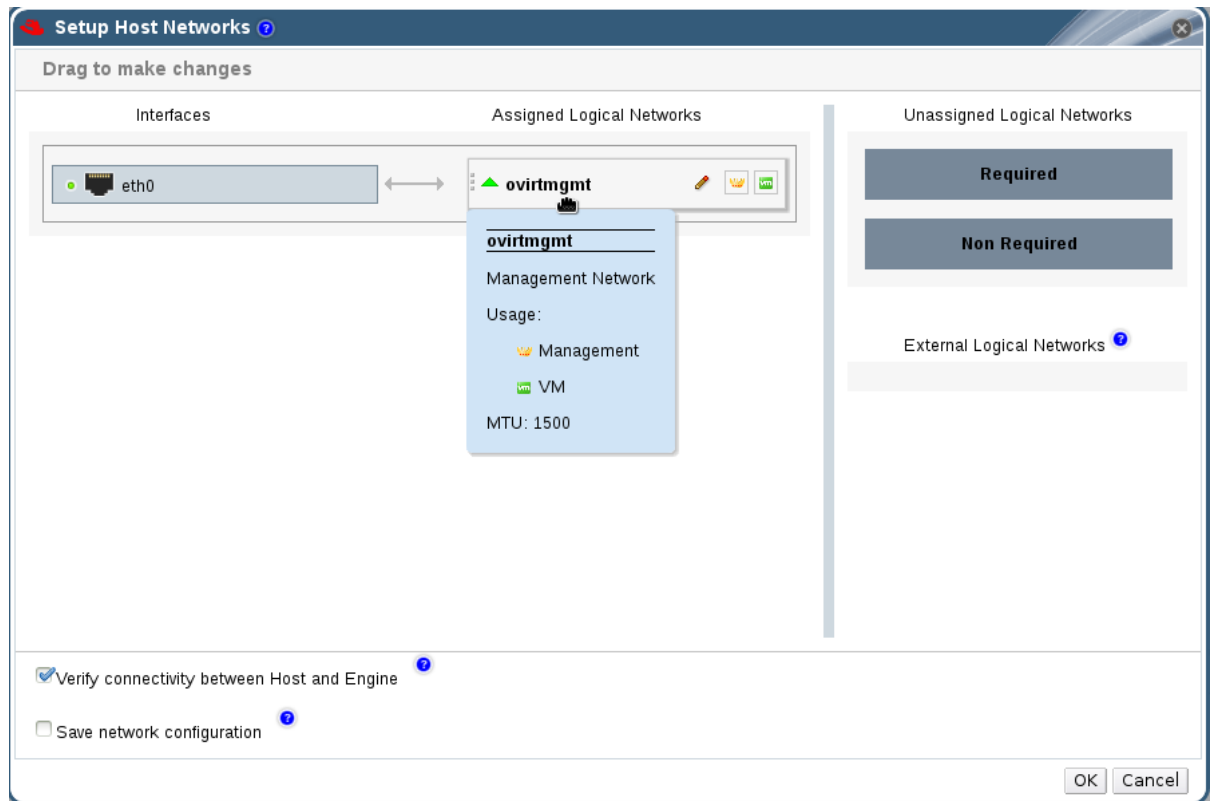 Setup Host Networks ?
Drag to make changes
Interfaces
Assigned Logical Networks
Unassigned Logical Networks
eth0
ovirtmgmt
vm
Required
Non Required
ovirtmgmt
Management Network
Usage:
Management
vm VM
MTU: 1500
External Logical Networks ?
Verify connectivity between Host and Engine ?
Save network configuration ?
OK Cancel